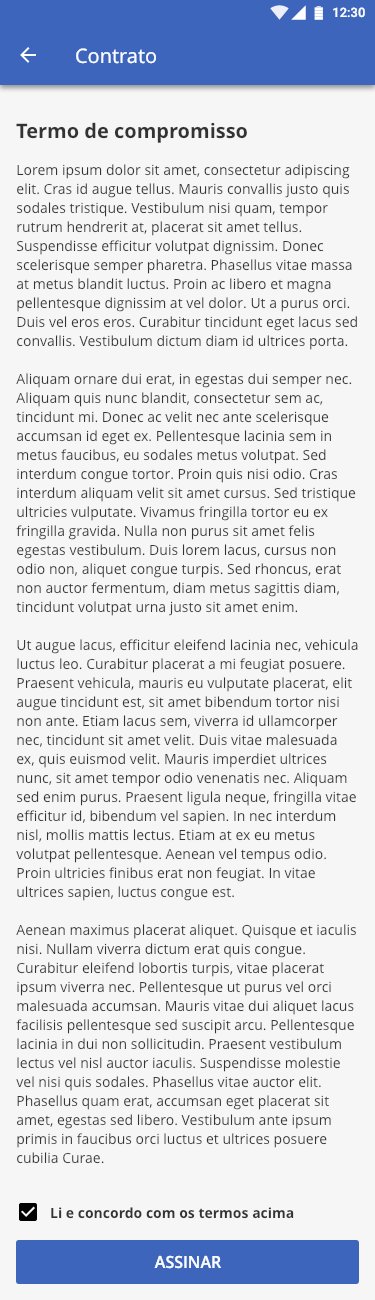 12:30
Contrato
Termo de compromisso
Lorem ipsum dolor sit amet, consectetur adipiscing
elit. Cras id augue tellus. Mauris convallis justo quis
sodales tristique. Vestibulum nisi quam, tempor
rutrum hendrerit at, placerat sit amet tellus.
Suspendisse efficitur volutpat dignissim. Donec
scelerisque semper pharetra. Phasellus vitae massa
at metus blandit luctus. Proin ac libero et magna
pellentesque dignissim at vel dolor. Ut a purus orci.
Duis vel eros eros. Curabitur tincidunt eget lacus sed
convallis. Vestibulum dictum diam id ultrices porta.
Aliquam ornare dui erat, in egestas dui semper nec.
Aliquam quis nunc blandit, consectetur sem ac,
tincidunt mi. Donec ac velit nec ante scelerisque
accumsan id eget ex. Pellentesque lacinia sem in
metus faucibus, eu sodales metus volutpat. Sed
interdum congue tortor. Proin quis nisi odio. Cras
interdum aliquam velit sit amet cursus. Sed tristique
ultricies vulputate. Vivamus fringilla tortor eu ex
fringilla gravida. Nulla non purus sit amet felis
egestas vestibulum. Duis lorem lacus, cursus non
odio non, aliquet congue turpis. Sed rhoncus, erat
non auctor fermentum, diam metus sagittis diam,
tincidunt volutpat urna justo sit amet enim.
Ut augue lacus, efficitur eleifend lacinia nec, vehicula
luctus leo. Curabitur placerat a mi feugiat posuere.
Praesent vehicula, mauris eu vulputate placerat, elit
augue tincidunt est, sit amet bibendum tortor nisi
non ante. Etiam lacus sem, viverra id ullamcorper
nec, tincidunt sit amet velit. Duis vitae malesuada
ex, quis euismod velit. Mauris imperdiet ultrices
nunc, sit amet tempor odio venenatis nec. Aliquam
sed enim purus. Praesent ligula neque, fringilla vitae
efficitur id, bibendum vel sapien. In nec interdum
nisl, mollis mattis lectus. Etiam at ex eu metus
volutpat pellentesque. Aenean vel tempus odio.
Proin ultricies finibus erat non feugiat. In vitae
ultrices sapien, luctus congue est.
Aenean maximus placerat aliquet. Quisque et iaculis
nisi. Nullam viverra dictum erat quis congue.
Curabitur eleifend lobortis turpis, vitae placerat
ipsum viverra nec. Pellentesque ut purus vel orci
malesuada accumsan. Mauris vitae dui aliquet lacus
facilisis pellentesque sed suscipit arcu. Pellentesque
lacinia in dui non sollicitudin. Praesent vestibulum
lectus vel nisl auctor iaculis. Suspendisse molestie
vel nisi quis sodales. Phasellus vitae auctor elit.
Phasellus quam erat, accumsan eget placerat sit
amet, egestas sed libero. Vestibulum ante ipsum
primis in faucibus orci luctus et ultrices posuere
cubilia Curae.
Li e concordo com os termos acima
ASSINAR